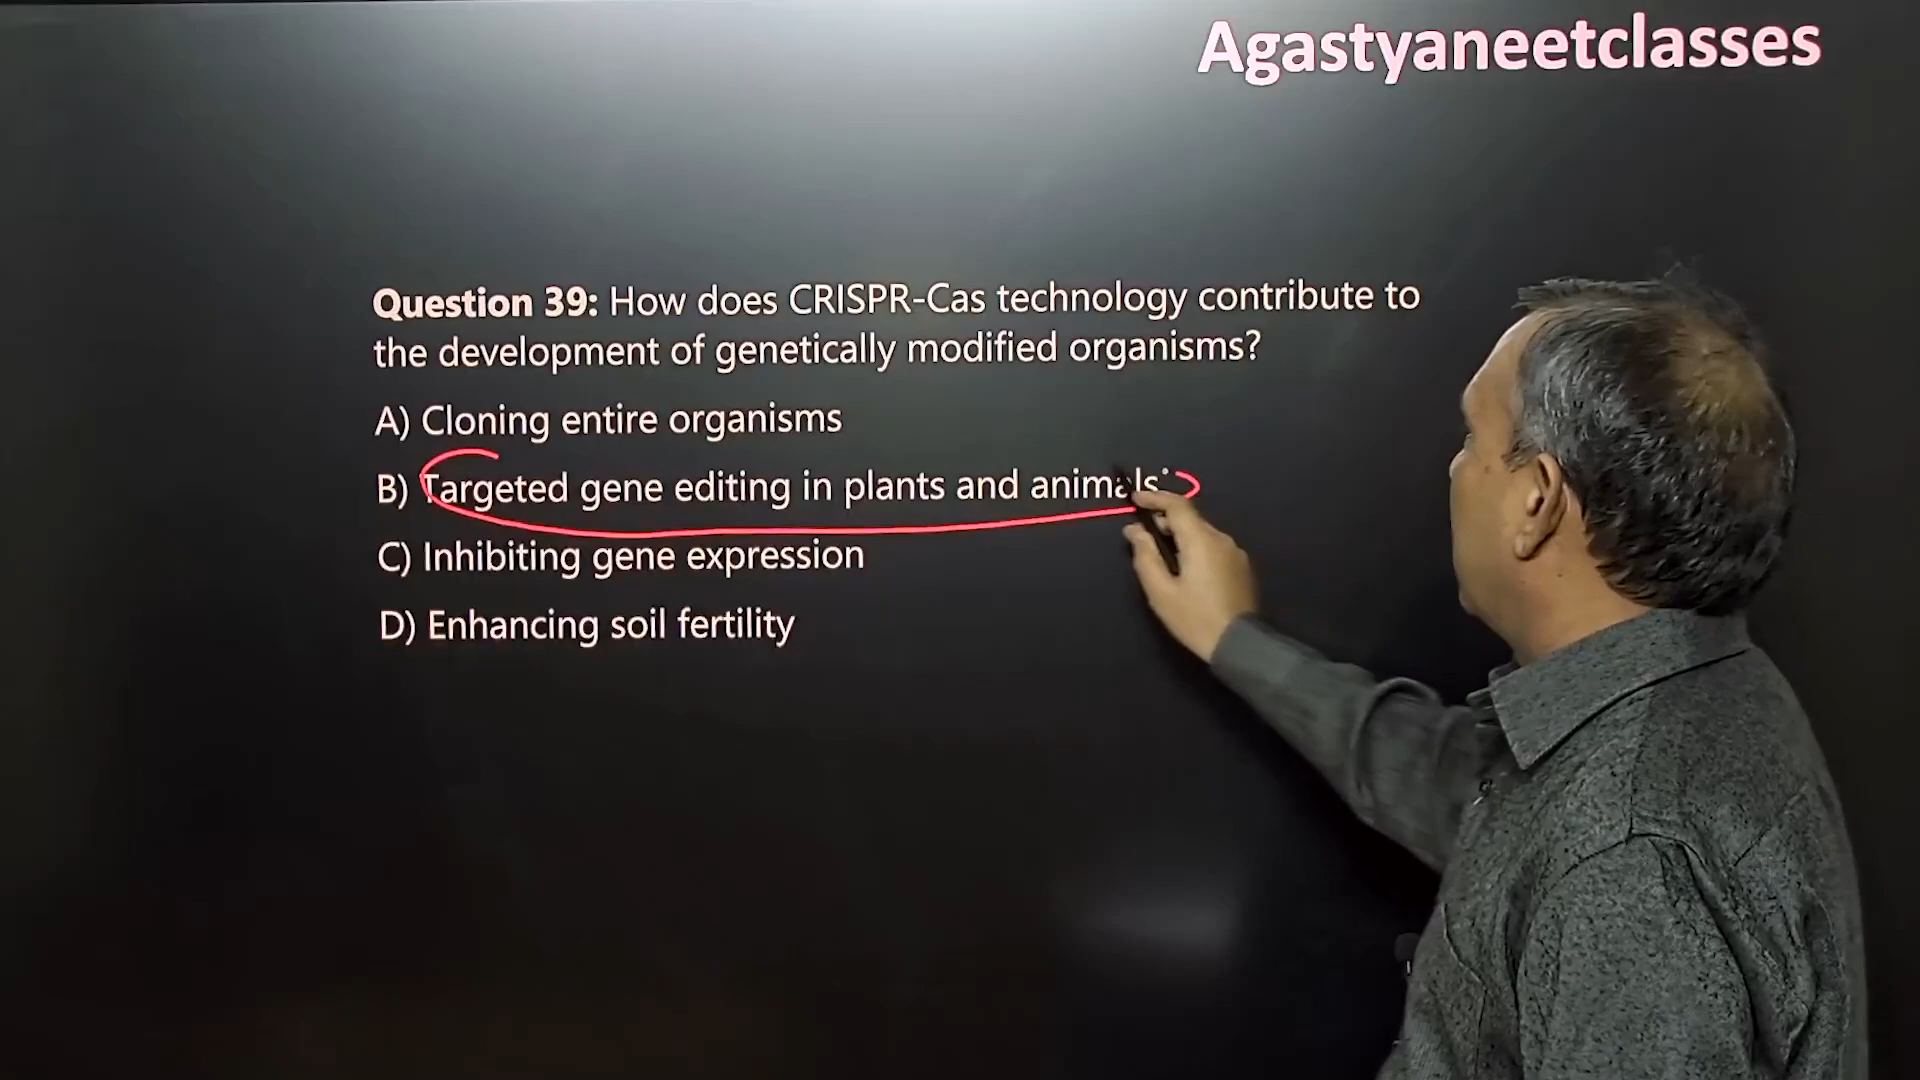 Agastyaneetclasses
Question 39: How does CRISPR-Cas technology contribute to
the development of genetically modified organisms?
A) Cloning entire organisms
B) Targeted gene editing in plants and animals
C) Inhibiting gene expression
D) Enhancing soil fertility